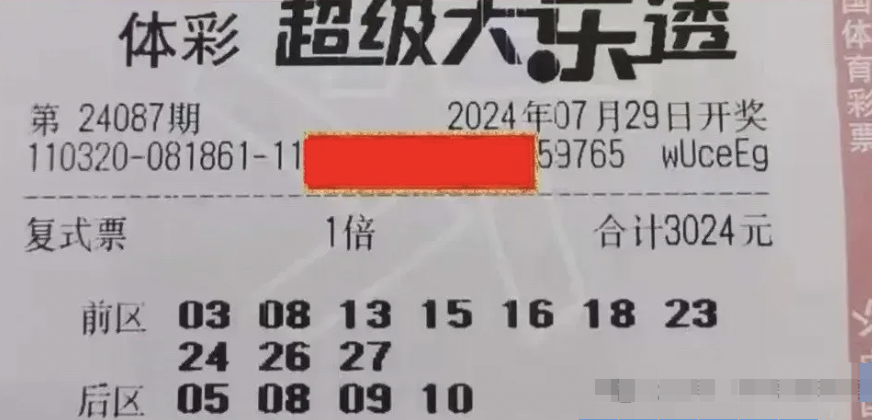 体彩 超级大乐透
第 24087期 2024年07月29日开奖
110320-081861-11 59765 wUceEg
复式票 1倍 合计3024元
前区 03 08 13 15 16 18 23
24 26 27
后区 05 08 09 10
国体育彩票